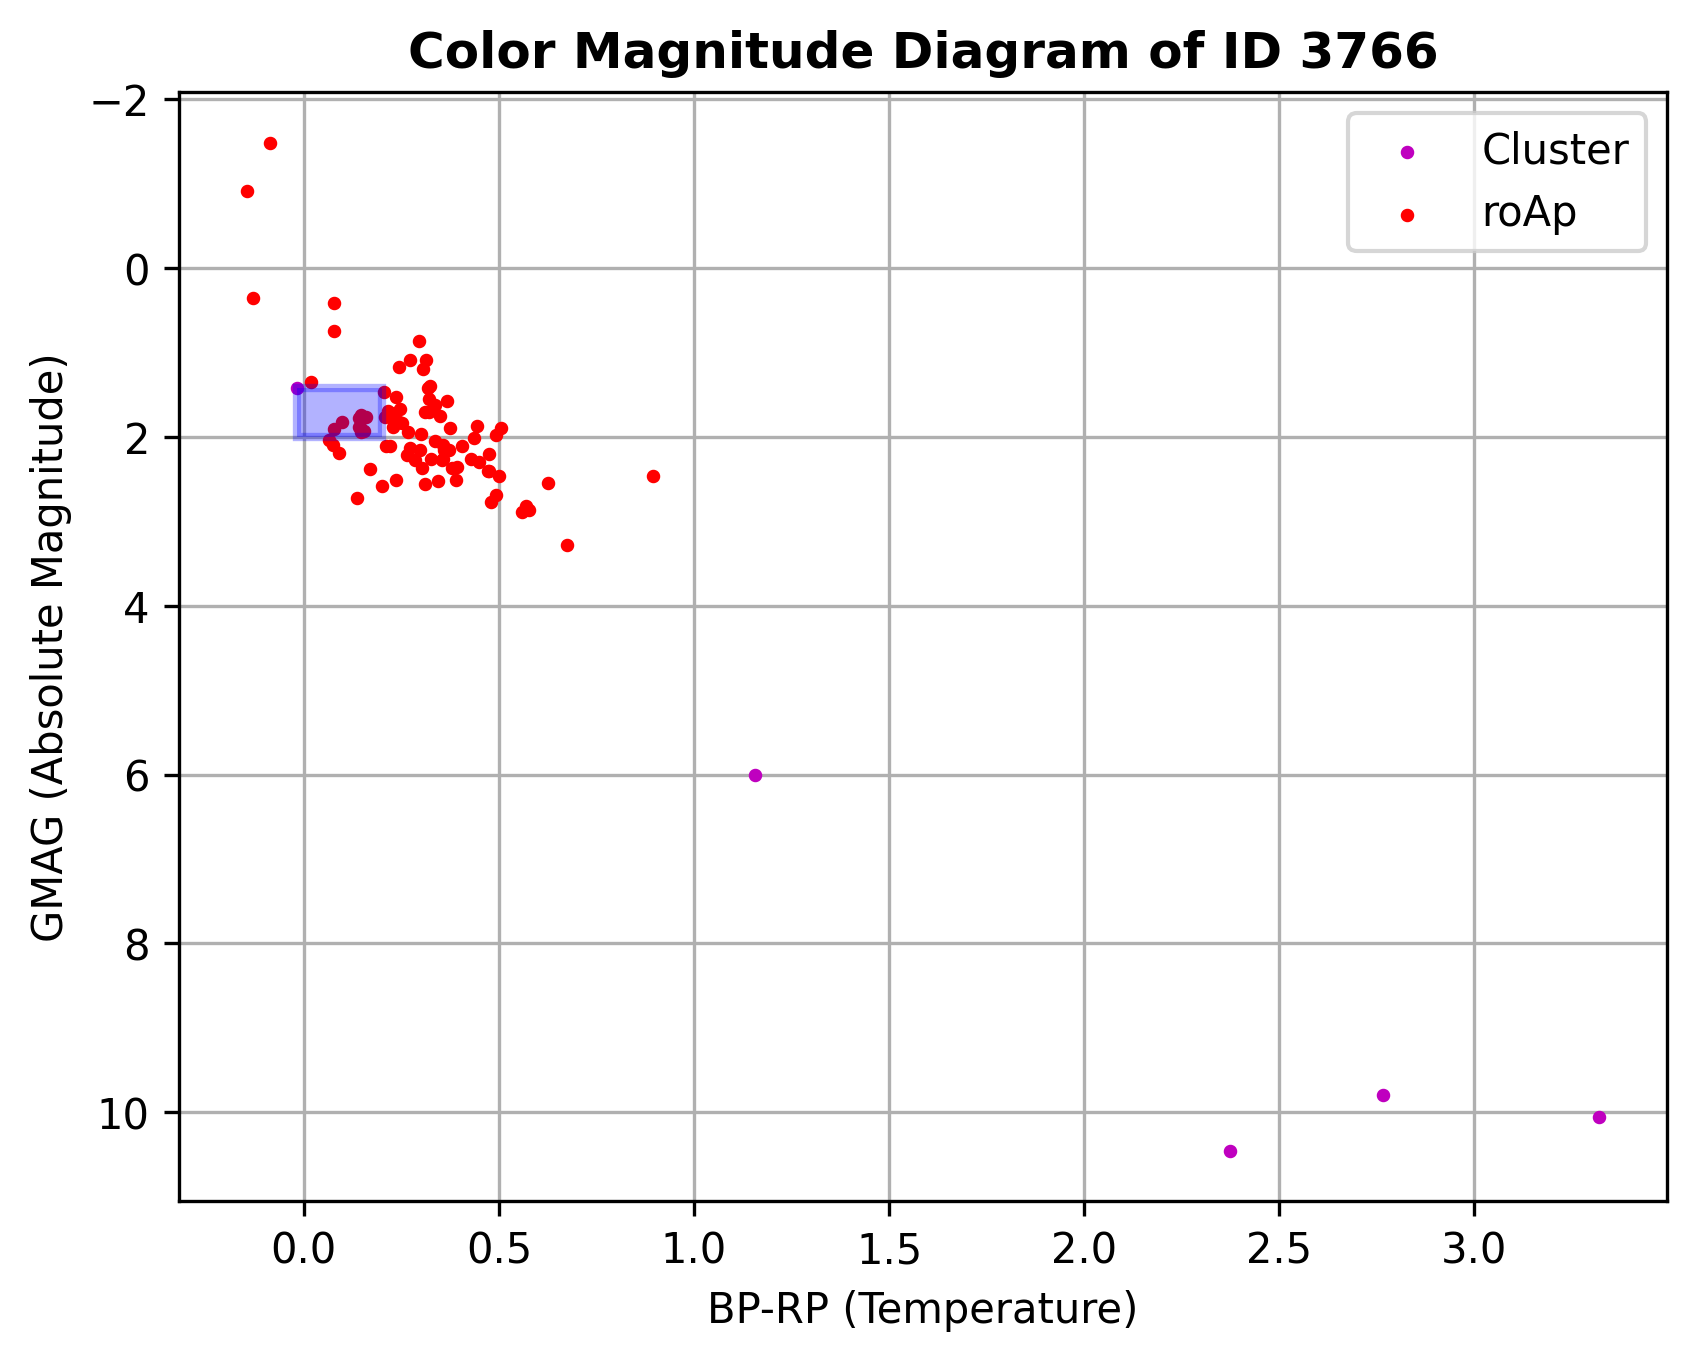 Color Magnitude Diagram of ID 3766
−2
0
2
4
6
8
10
GMAG (Absolute Magnitude)
Cluster
roAp
0.0 0.5 1.0 1.5 2.0 2.5 3.0
BP-RP (Temperature)